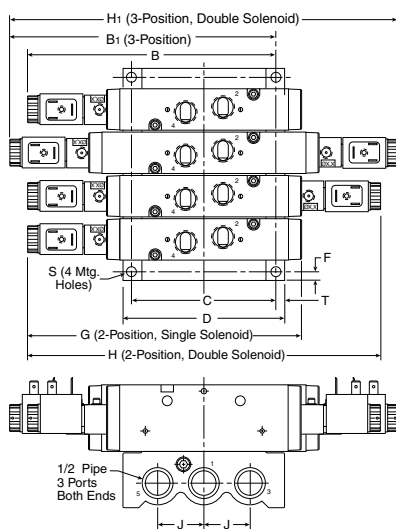 H1 (3-Position, Double Solenoid)
B1 (3-Position)
B
2
4
2
4
2
4
2
4
S (4 Mtg.
Holes)
F
C
T
D
G (2-Position, Single Solenoid)
H (2-Position, Double Solenoid)
1/2 Pipe
3 Ports
Both Ends
1
5
3
J
J